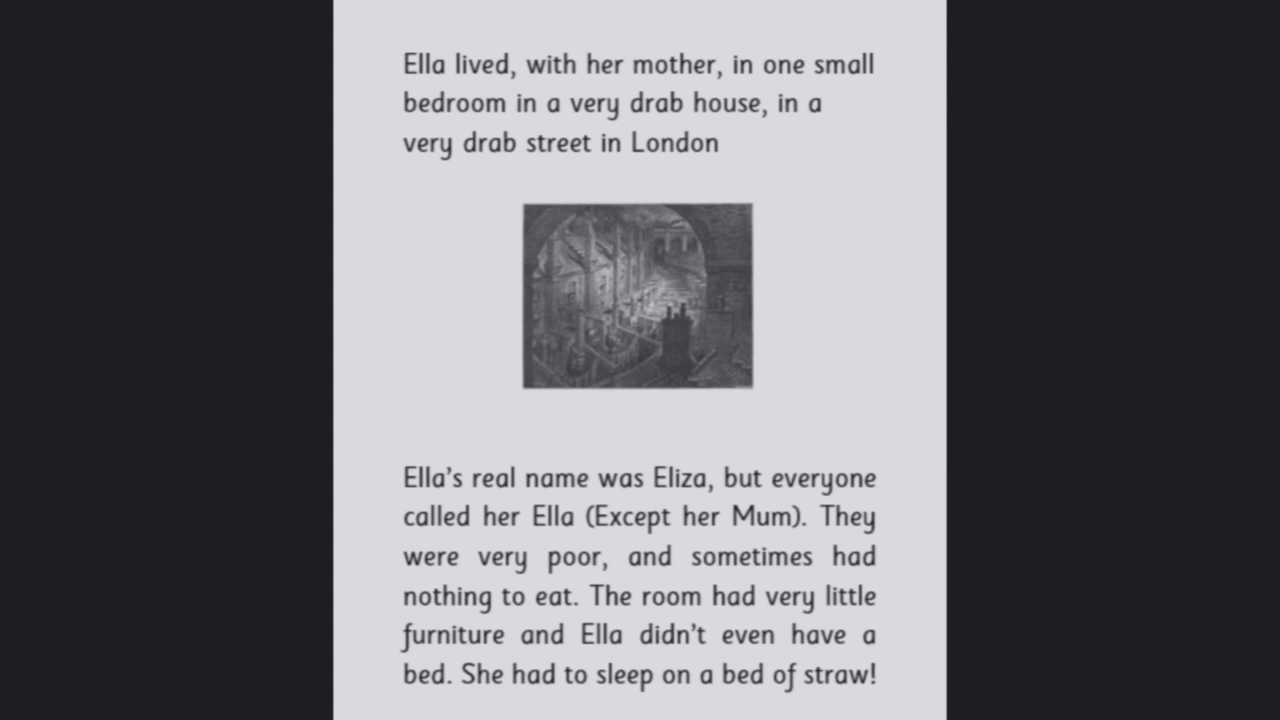 Ella lived, with her mother, in one small
bedroom in a very drab house, in a
very drab street in London
Ella’s real name was Eliza, but everyone
called her Ella (Except her Mum). They
were very poor, and sometimes had
nothing to eat. The room had very little
furniture and Ella didn’t even have a
bed. She had to sleep on a bed of straw!